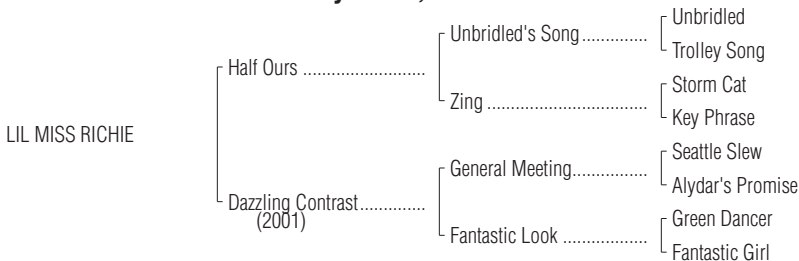 Unbridled
Unbridled's Song..............
Trolley Song
Half Ours .........................
Storm Cat
Zing.................................
Key Phrase
LIL MISS RICHIE
Seattle Slew
General Meeting................
Alydar's Promise
Dazzling Contrast..............
(2001)
Green Dancer
Fantastic Look .................
Fantastic Girl